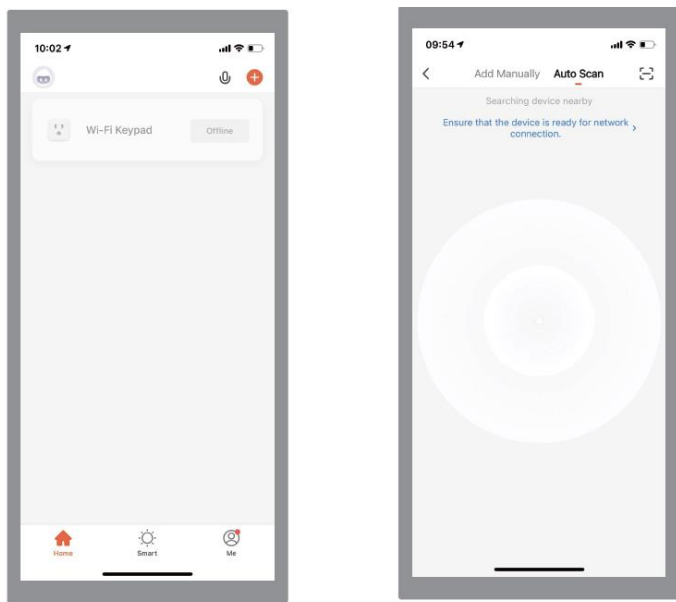 10:02
Wi-Fi Keypad
Offline
Home
Smart
Me
09:54
Add Manually Auto Scan
Searching device nearby
Ensure that the device is ready for network
connection.